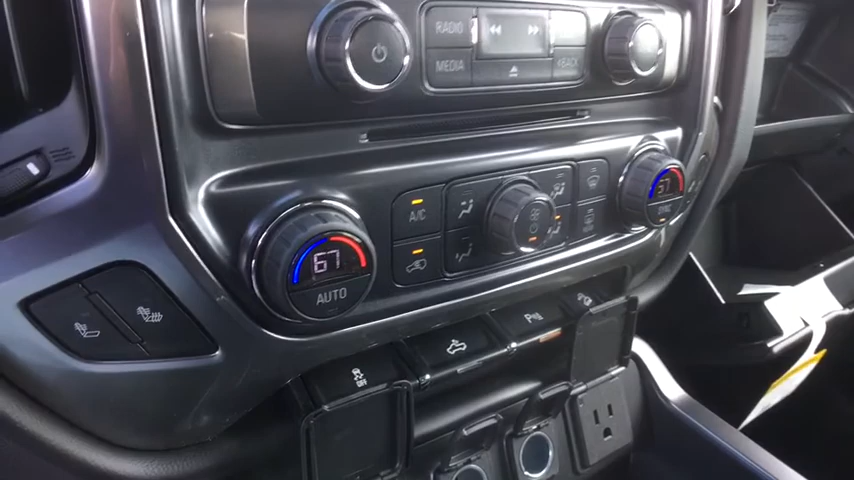 RADIO
MEDIA
BACK
A/C
67
AUTO
67
SYNC
OFF